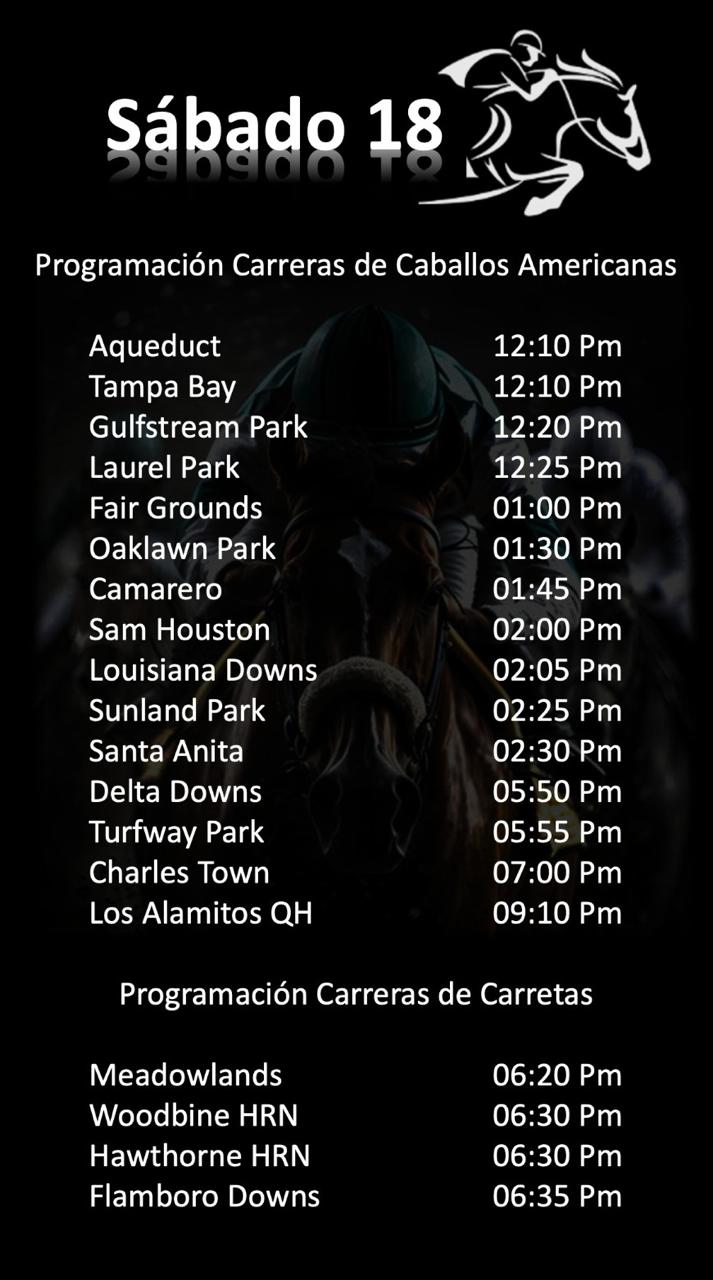 Sábado 18
Programación Carreras de Caballos Americanas
Aqueduct 12:10 Pm
Tampa Bay 12:10 Pm
Gulfstream Park 12:20 Pm
Laurel Park 12:25 Pm
Fair Grounds 01:00 Pm
Oaklawn Park 01:30 Pm
Camarero 01:45 Pm
Sam Houston 02:00 Pm
Louisiana Downs 02:05 Pm
Sunland Park 02:25 Pm
Santa Anita 02:30 Pm
Delta Downs 05:50 Pm
Turfway Park 05:55 Pm
Charles Town 07:00 Pm
Los Alamitos QH 09:10 Pm
Programación Carreras de Carretas
Meadowlands 06:20 Pm
Woodbine HRN 06:30 Pm
Hawthorne HRN 06:30 Pm
Flamboro Downs 06:35 Pm